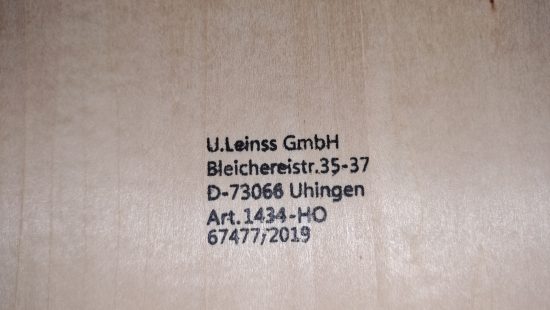 U.Leinss GmbH
Bleichereistr.35-37
D-73066 Uhingen
Art.1434-HO
67477/2019